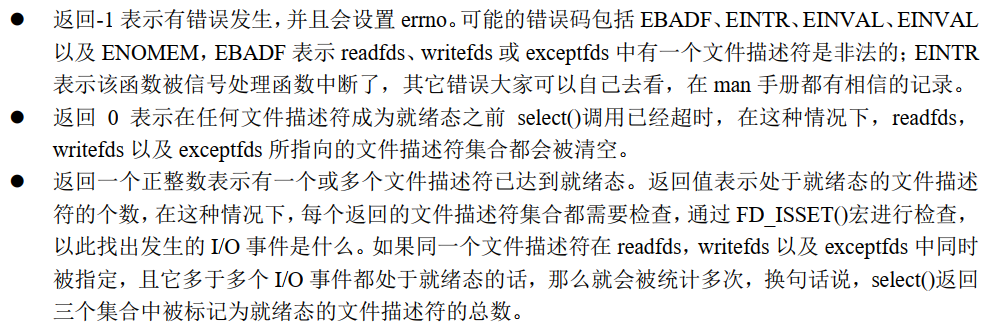 ● 返回-1 表示有错误发生，并且会设置 errno。可能的错误码包括 EBADF、EINTR、EINVAL、EINVAL
以及 ENOMEM，EBADF 表示 readfds、writefds 或 exceptfds 中有一个文件描述符是非法的；EINTR
表示该函数被信号处理函数中断了，其它错误大家可以自己去看，在 man 手册都有相信的记录。
● 返回 0 表示在任何文件描述符成为就绪态之前 select()调用已经超时，在这种情况下，readfds，
writefds 以及 exceptfds 所指向的文件描述符集合都会被清空。
● 返回一个正整数表示有一个或多个文件描述符已达到就绪态。返回值表示处于就绪态的文件描述
符的个数，在这种情况下，每个返回的文件描述符集合都需要检查，通过 FD_ISSET()宏进行检查，
以此找出发生的 I/O 事件是什么。如果同一个文件描述符在 readfds，writefds 以及 exceptfds 中同时
被指定，且它多于多个 I/O 事件都处于就绪态的话，那么就会被统计多次，换句话说，select()返回
三个集合中被标记为就绪态的文件描述符的总数。